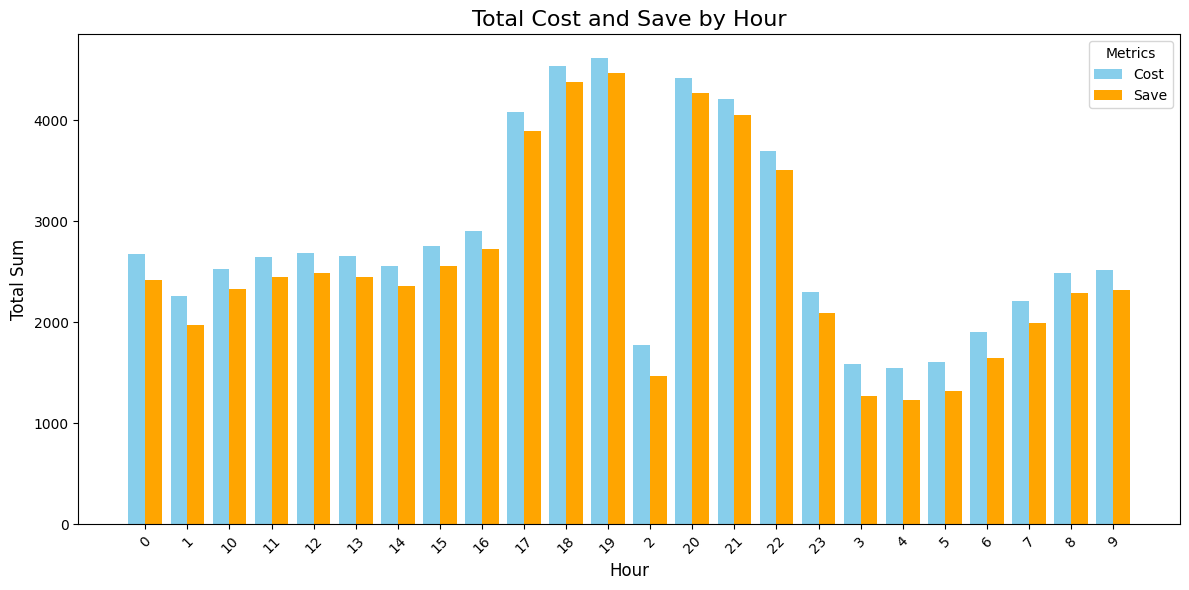 Total Cost and Save by Hour
Metrics
Cost
Save
Total Sum
4000
3000
2000
1000
0
0 1 10 11 12 13 14 15 16 17 18 19 2 20 21 22 23 3 4 5 6 7 8 9
Hour